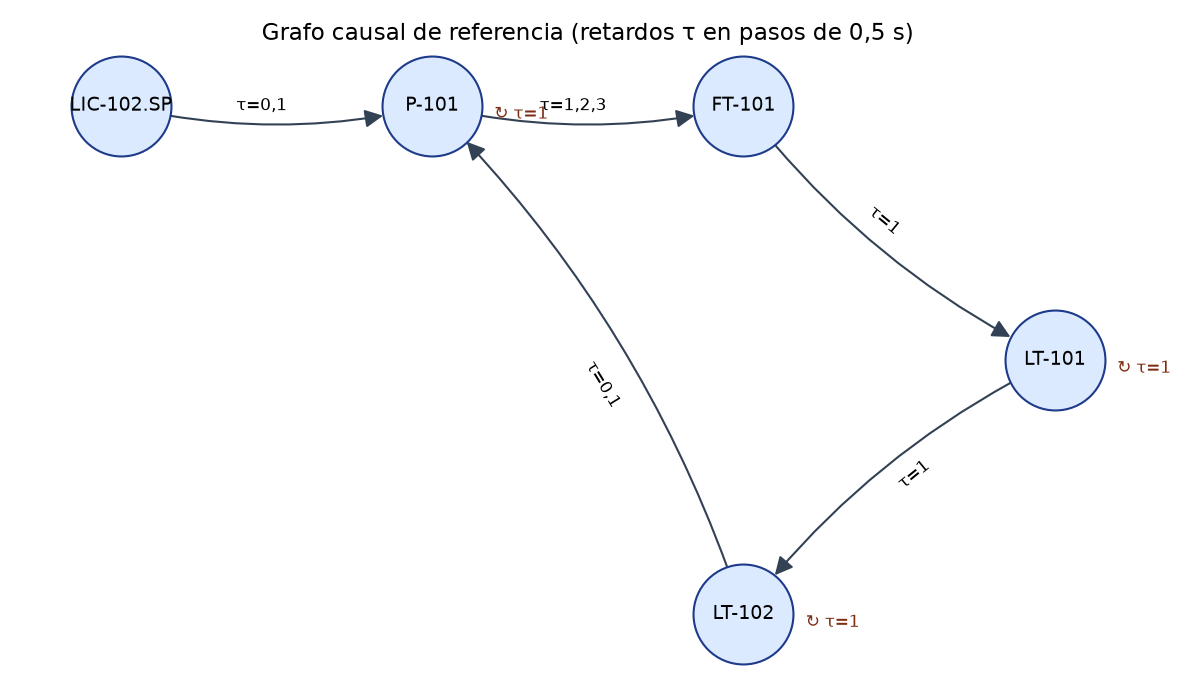 Grafo causal de referencia (retardos τ en pasos de 0,5 s)
LIC-102.SP
τ=0,1
P-101
↻ τ=1
τ=1,2,3
FT-101
τ=1
LT-101
↻ τ=1
τ=0,1
τ=1
LT-102
↻ τ=1